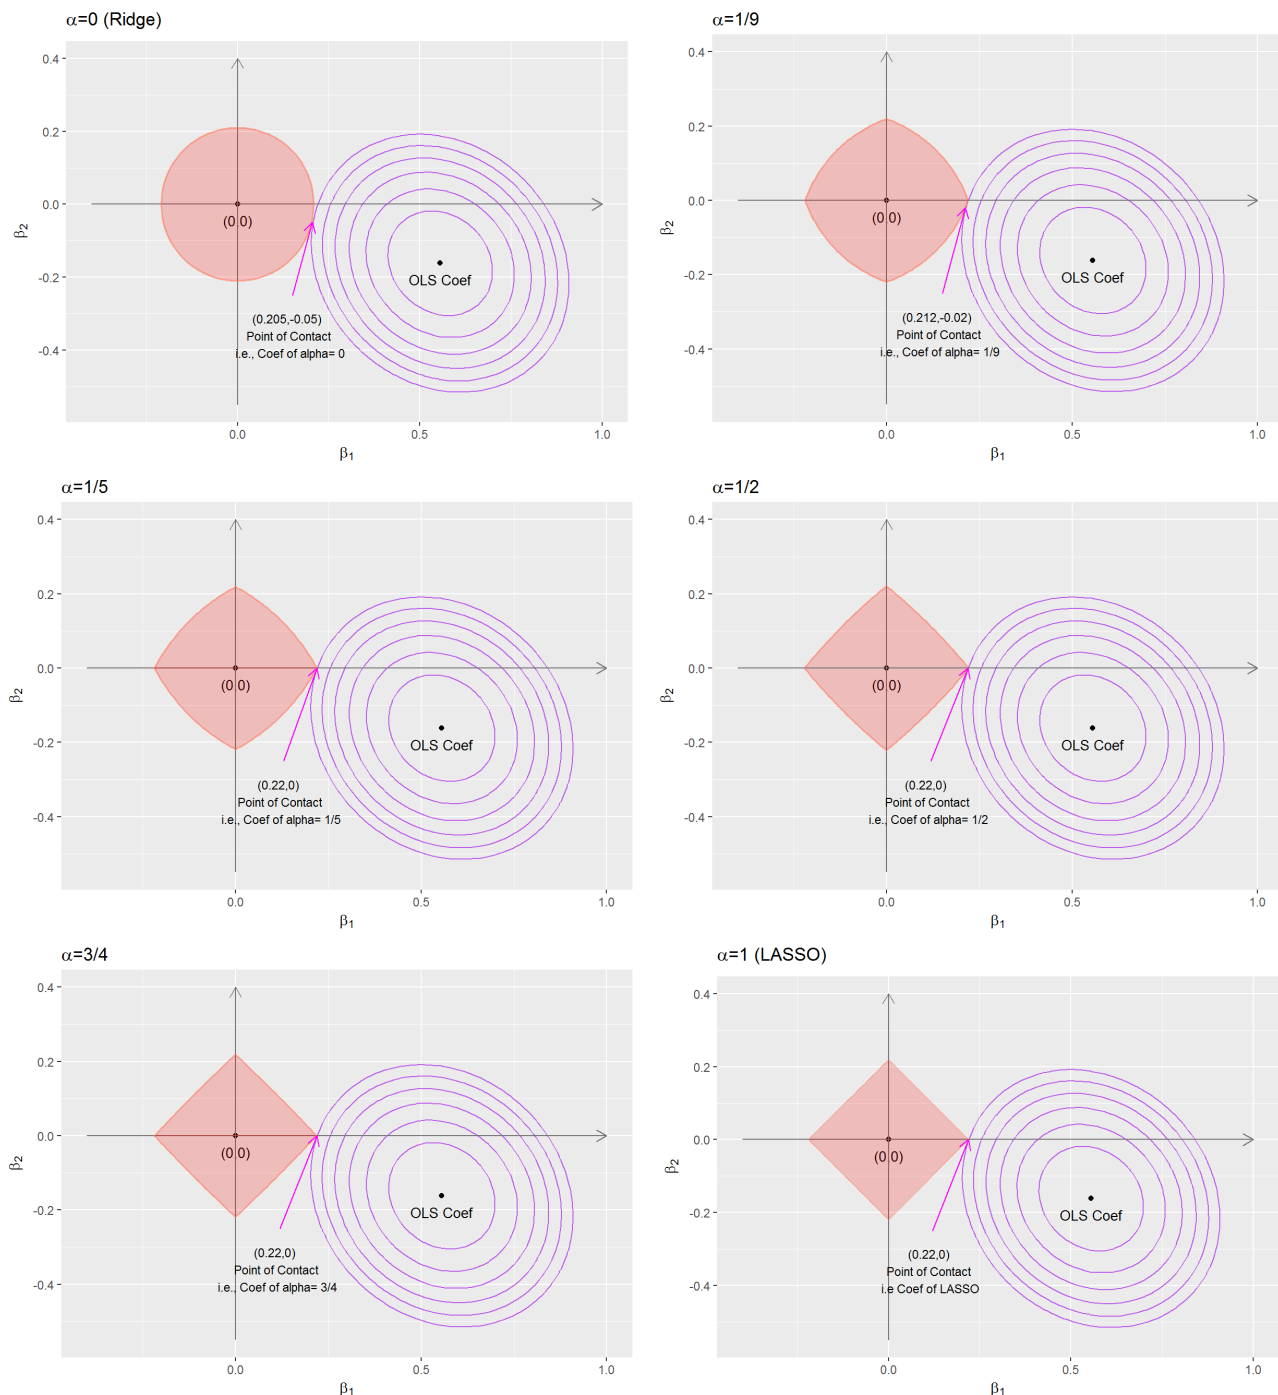 α=0 (Ridge)
0.4
0.2
0.0
-0.2
-0.4
β2
(0 0)
OLS Coef
(0.205,-0.05)
Point of Contact
i.e., Coef of alpha= 0
0.0 0.5 1.0
β1
α=1/9
0.4
0.2
0.0
-0.2
-0.4
β2
(0 0)
OLS Coef
(0.212,-0.02)
Point of Contact
i.e., Coef of alpha= 1/9
0.0 0.5 1.0
β1
α=1/5
0.4
0.2
0.0
-0.2
-0.4
β2
(0 0)
OLS Coef
(0.22,0)
Point of Contact
i.e., Coef of alpha= 1/5
0.0 0.5 1.0
β1
α=1/2
0.4
0.2
0.0
-0.2
-0.4
β2
(0 0)
OLS Coef
(0.22,0)
Point of Contact
i.e., Coef of alpha= 1/2
0.0 0.5 1.0
β1
α=3/4
0.4
0.2
0.0
-0.2
-0.4
β2
(0 0)
OLS Coef
(0.22,0)
Point of Contact
i.e., Coef of alpha= 3/4
0.0 0.5 1.0
β1
α=1 (LASSO)
0.4
0.2
0.0
-0.2
-0.4
β2
(0 0)
OLS Coef
(0.22,0)
Point of Contact
i.e Coef of LASSO
0.0 0.5 1.0
β1